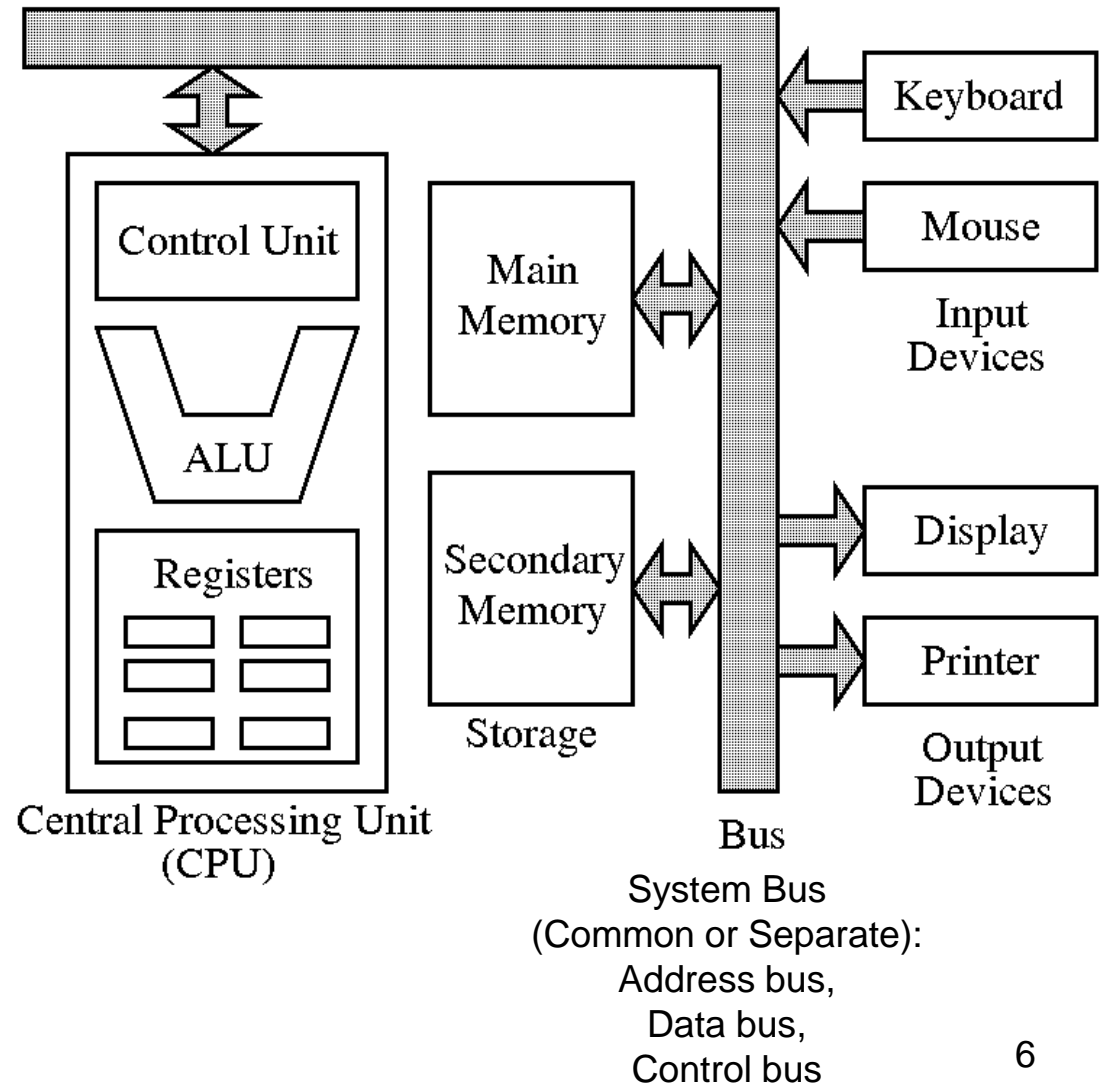 Keyboard
Control Unit
Main
Memory
Mouse
Input
Devices
ALU
Registers
Secondary
Memory
Storage
Display
Printer
Output
Devices
Central Processing Unit
(CPU)
Bus
System Bus
(Common or Separate):
Address bus,
Data bus,
Control bus
6